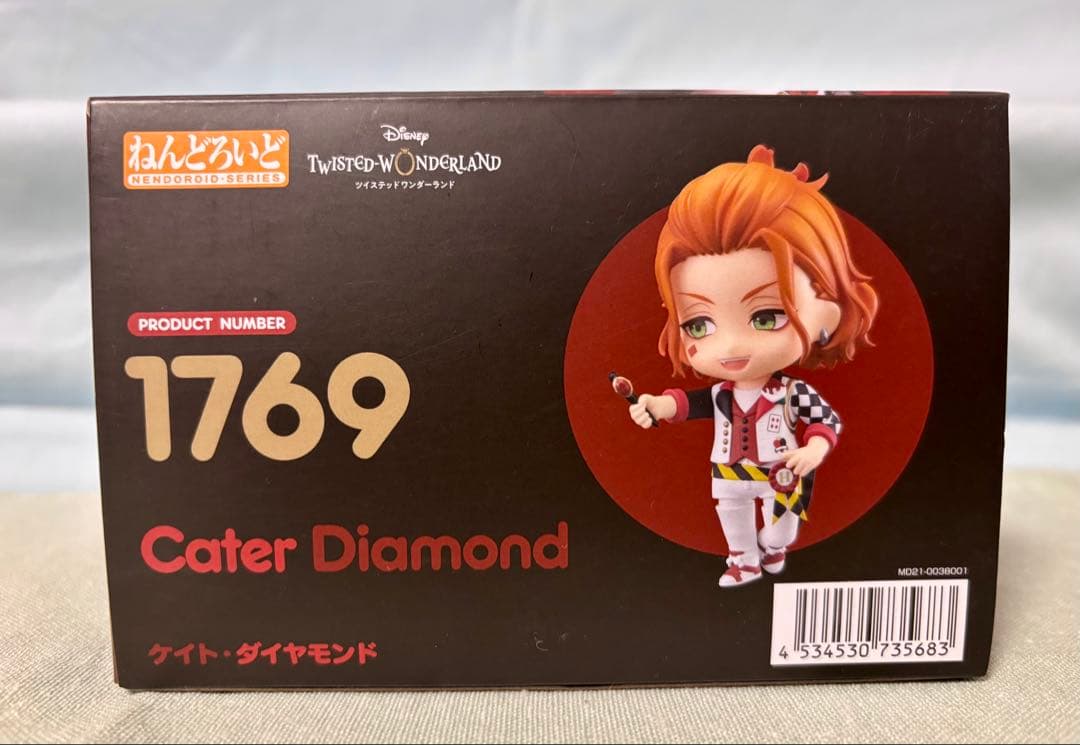 ねんどろいど
NENDOROID·SERIES
Disney
TWISTED-WONDERLAND
ツイステッドワンダーランド
PRODUCT NUMBER
1769
Cater Diamond
ケイト・ダイヤモンド
MD21-0038001
4 534530 735683